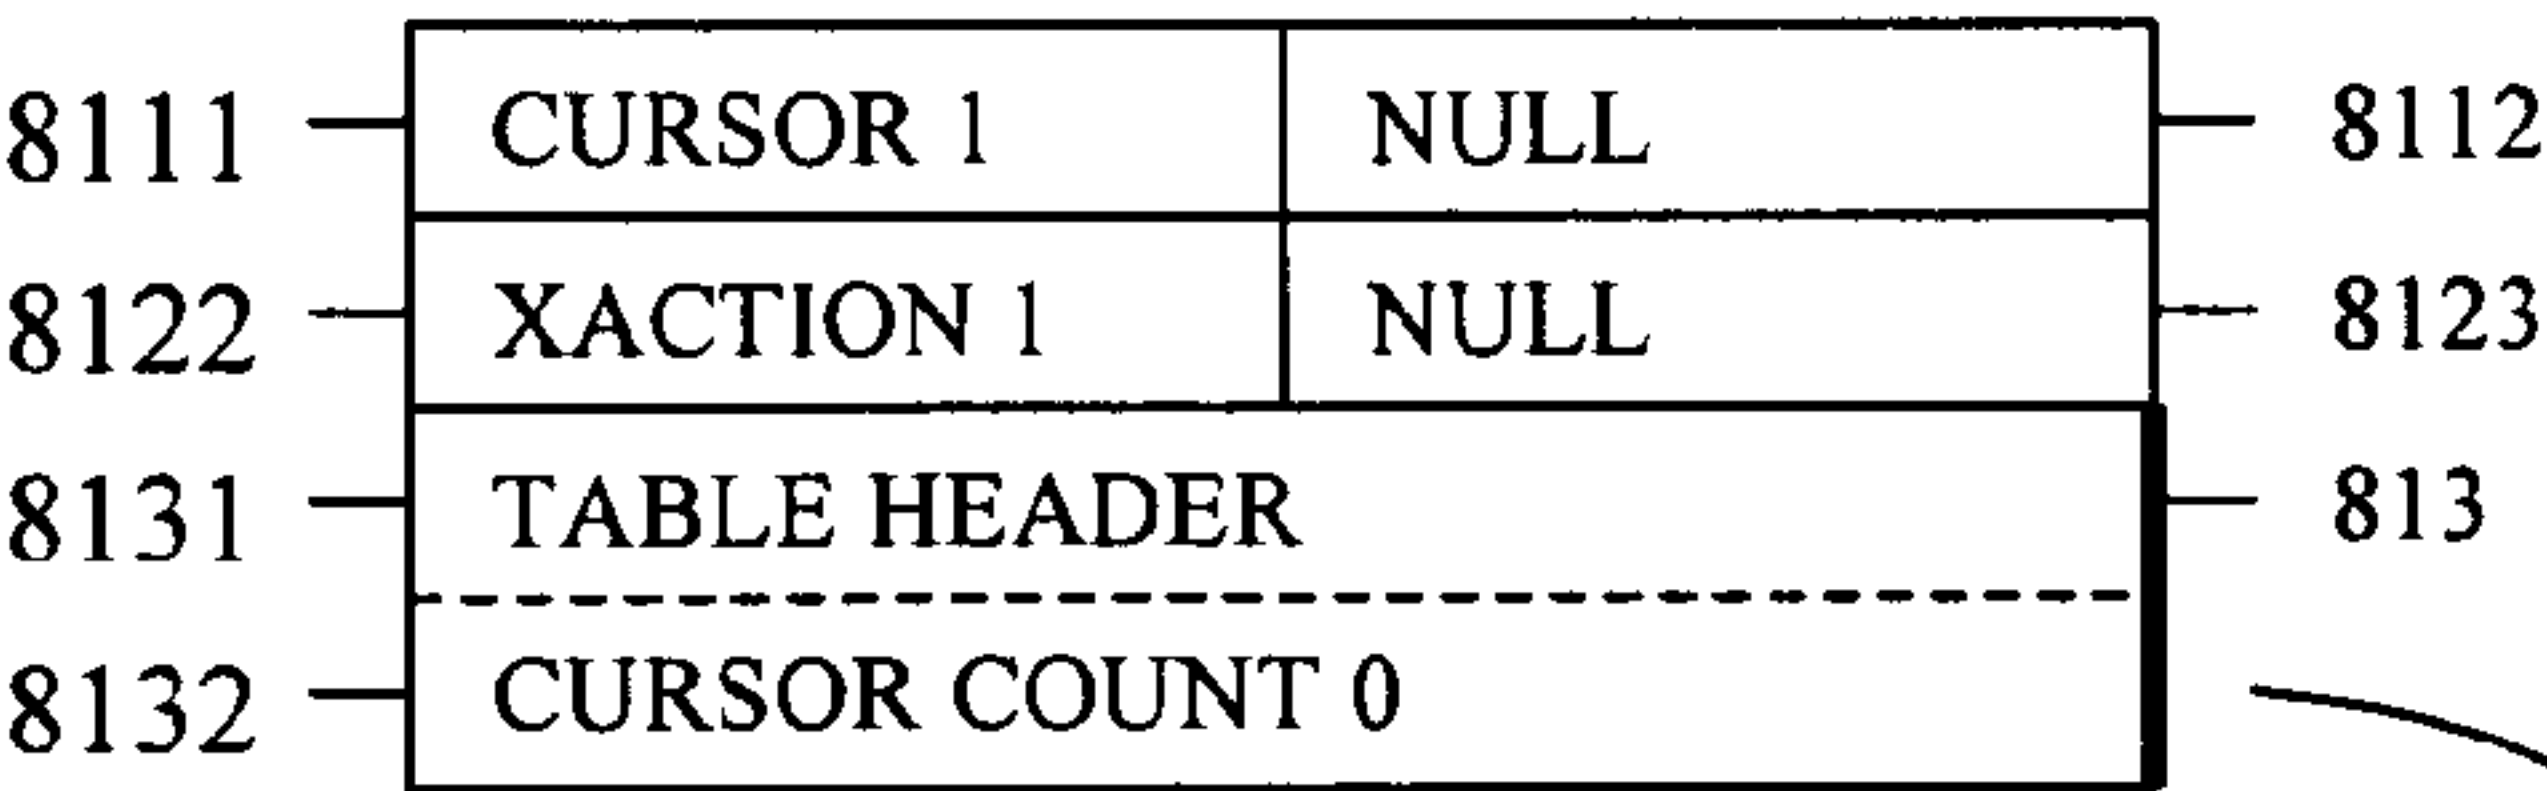 8111 CURSOR 1 NULL 8112
8122 XACTION 1 NULL 8123
8131 TABLE HEADER 813
8132 CURSOR COUNT 0